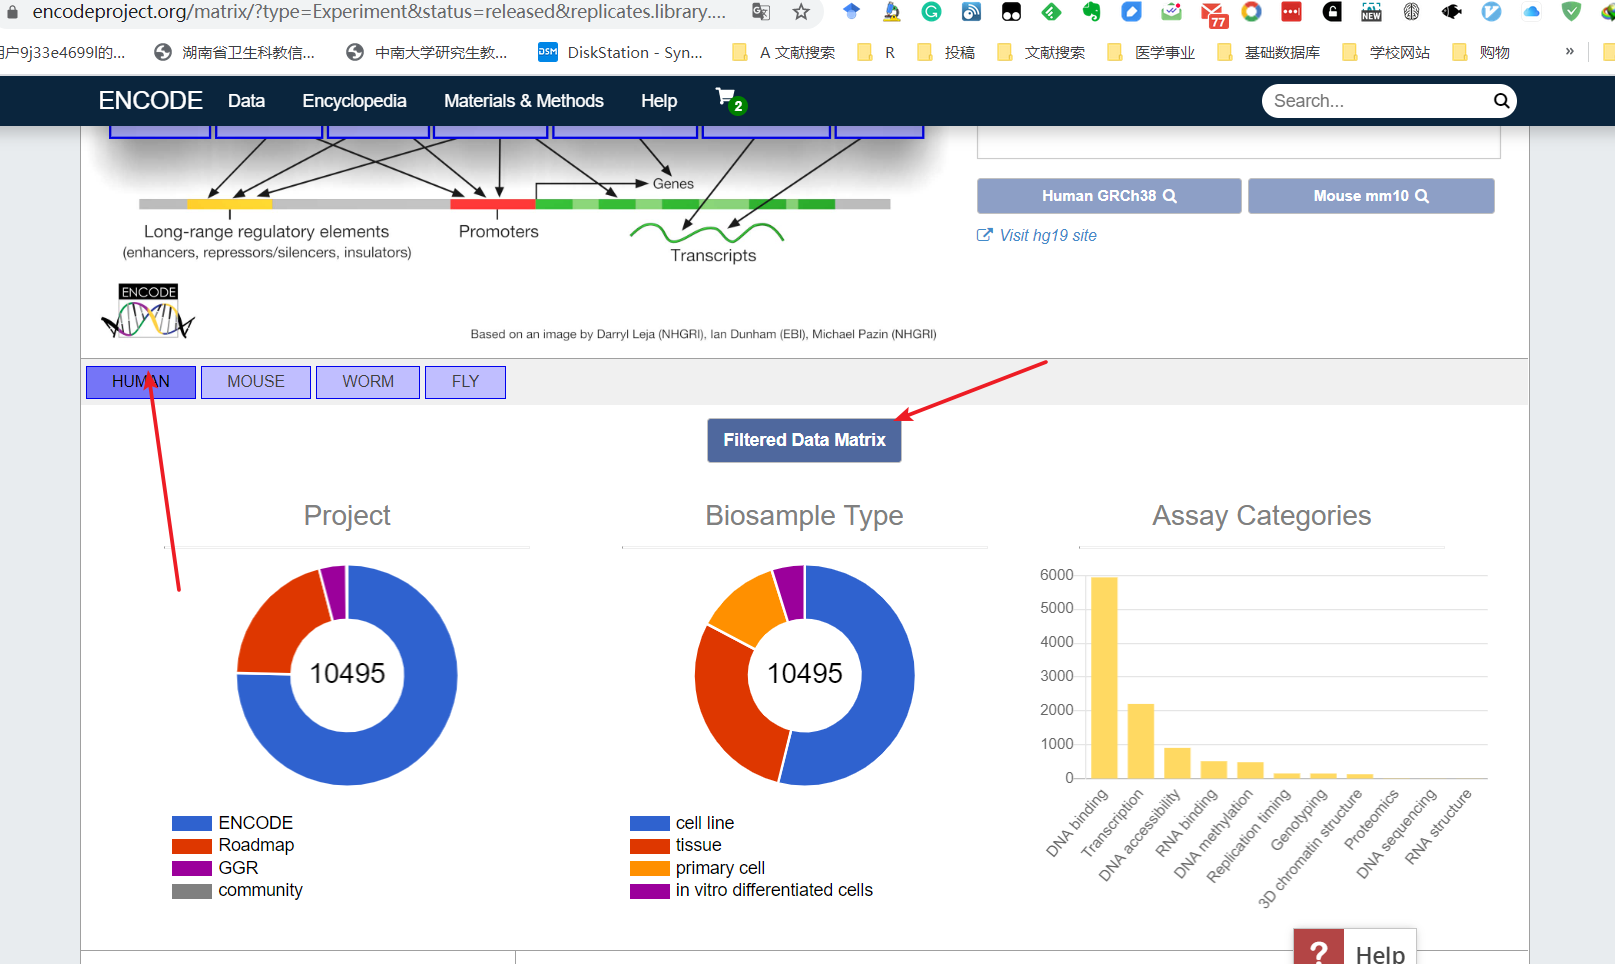 encodeproject.org/matrix/?type=Experiment&status=released&replicates.library....
77
NEW
用户9j33e4699l的...
湖南省卫生科教信...
中南大学研究生教...
DSM
DiskStation - Syn...
A 文献搜索
R
投稿
文献搜索
医学事业
基础数据库
学校网站
购物
»
ENCODE
Data
Encyclopedia
Materials & Methods
Help
2
Search...
Genes
Long-range regulatory elements
(enhancers, repressors/silencers, insulators)
Promoters
Transcripts
Human GRCh38
Mouse mm10
Visit hg19 site
ENCODE
Based on an image by Darryl Leja (NHGRI), Ian Dunham (EBI), Michael Pazin (NHGRI)
HUMAN
MOUSE
WORM
FLY
Filtered Data Matrix
Project
10495
ENCODE
Roadmap
GGR
community
Biosample Type
10495
cell line
tissue
primary cell
in vitro differentiated cells
Assay Categories
6000
5000
4000
3000
2000
1000
0
DNA binding
Transcription
DNA accessibility
RNA binding
DNA methylation
Replication timing
Genotyping
3D chromatin structure
Proteomics
DNA sequencing
RNA structure
? Help